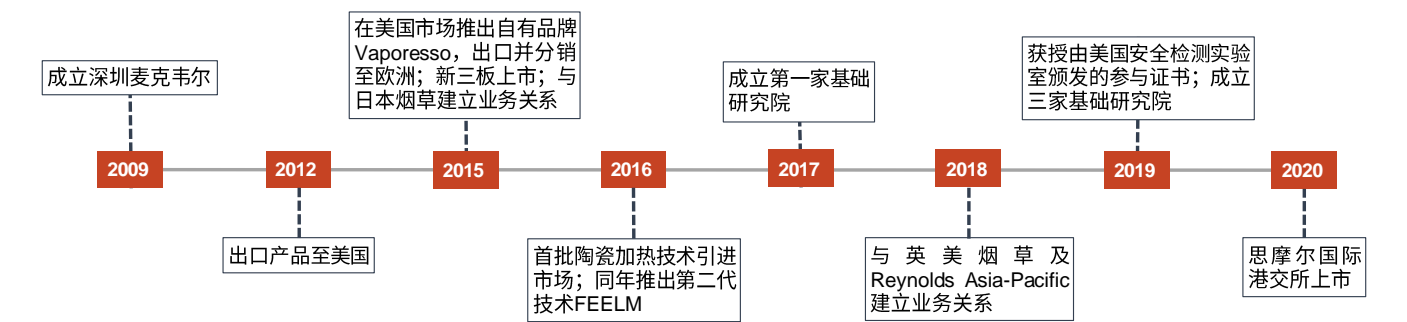 在美国市场推出自有品牌
Vaporesso，出口并分销
至欧洲；新三板上市；与
日本烟草建立业务关系
成立深圳麦克韦尔
成立第一家基础
研究院
获授由美国安全检测实验
室颁发的参与证书；成立
三家基础研究院
2009
2012
2015
2016
2017
2018
2019
2020
出口产品至美国
首批陶瓷加热技术引进
市场；同年推出第二代
技术FEELM
与英美烟草及
Reynolds Asia-Pacific
建立业务关系
思摩尔国际
港交所上市